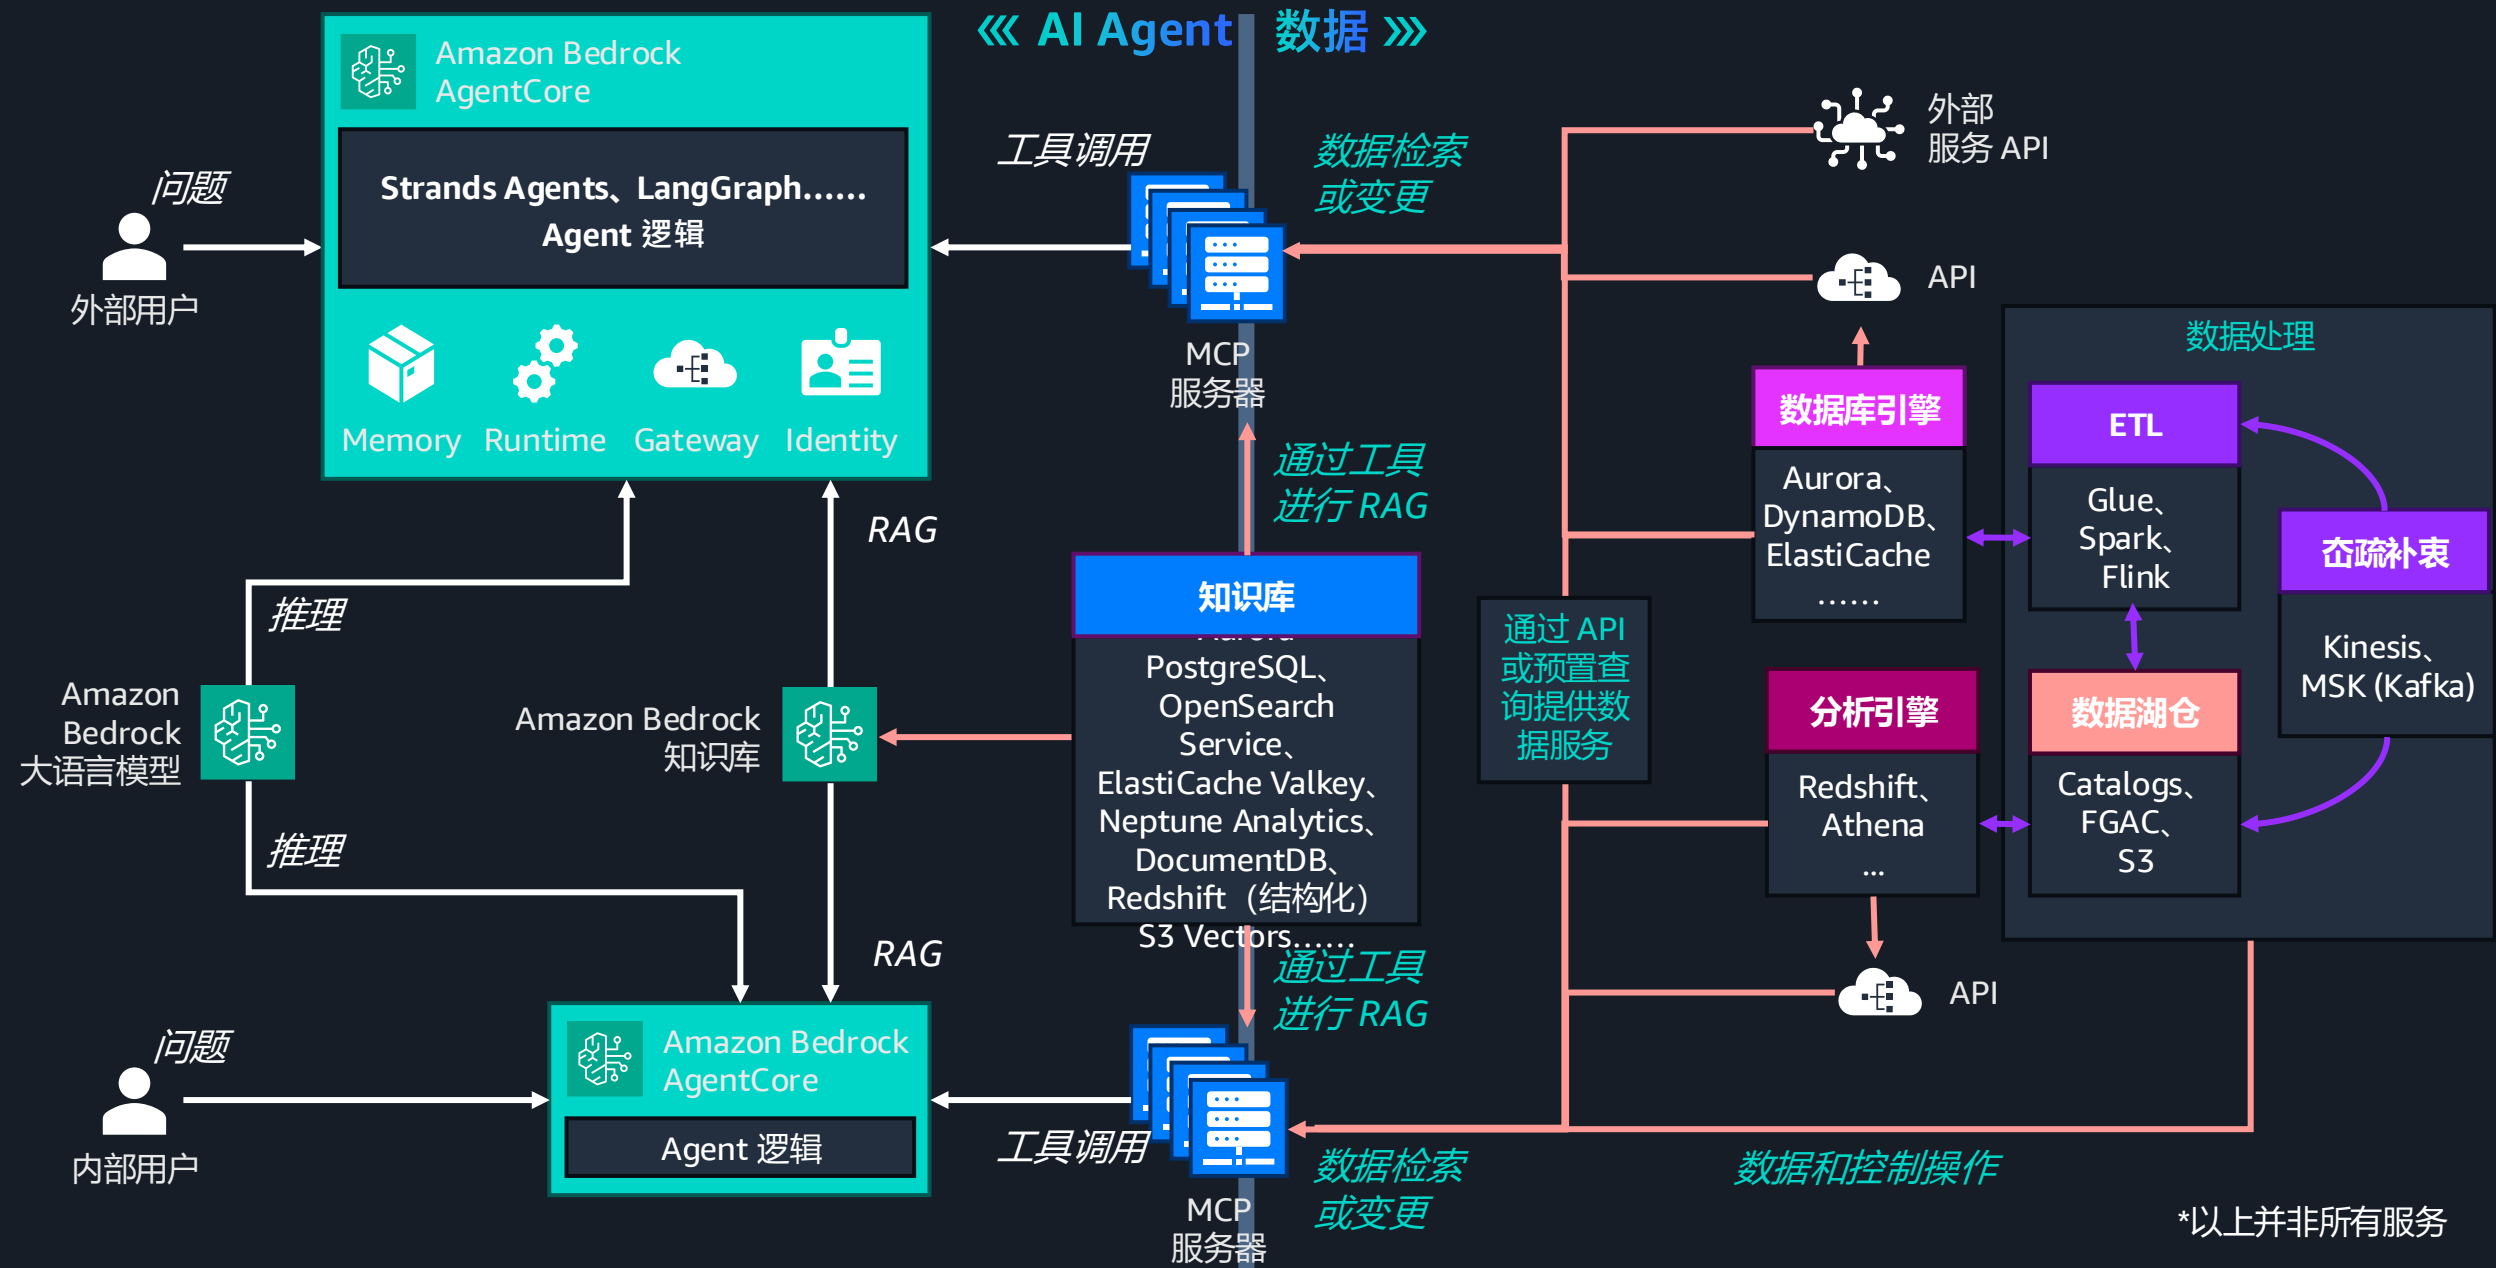 AI Agent 数据
Amazon Bedrock
AgentCore
Strands Agents、LangGraph……
Agent 逻辑
Memory
Runtime
Gateway
Identity
问题
外部用户
工具调用
MCP
服务器
数据检索
或变更
外部
服务 API
API
通过工具
进行 RAG
RAG
推理
Amazon
Bedrock
大语言模型
推理
Amazon Bedrock
知识库
RAG
知识库
PostgreSQL、
OpenSearch
Service、
ElastiCache Valkey、
Neptune Analytics、
DocumentDB、
Redshift（结构化）
S3 Vectors……
通过工具
进行 RAG
通过 API
或预置查
询提供数
据服务
数据库引擎
Aurora、
DynamoDB、
ElastiCache
……
分析引擎
Redshift、
Athena
...
API
数据处理
ETL
Glue、
Spark、
Flink
数据湖仓
Catalogs、
FGAC、
S3
Kinesis、
MSK (Kafka)
问题
内部用户
Amazon Bedrock
AgentCore
Agent 逻辑
工具调用
MCP
服务器
数据检索
或变更
数据和控制操作
*以上并非所有服务